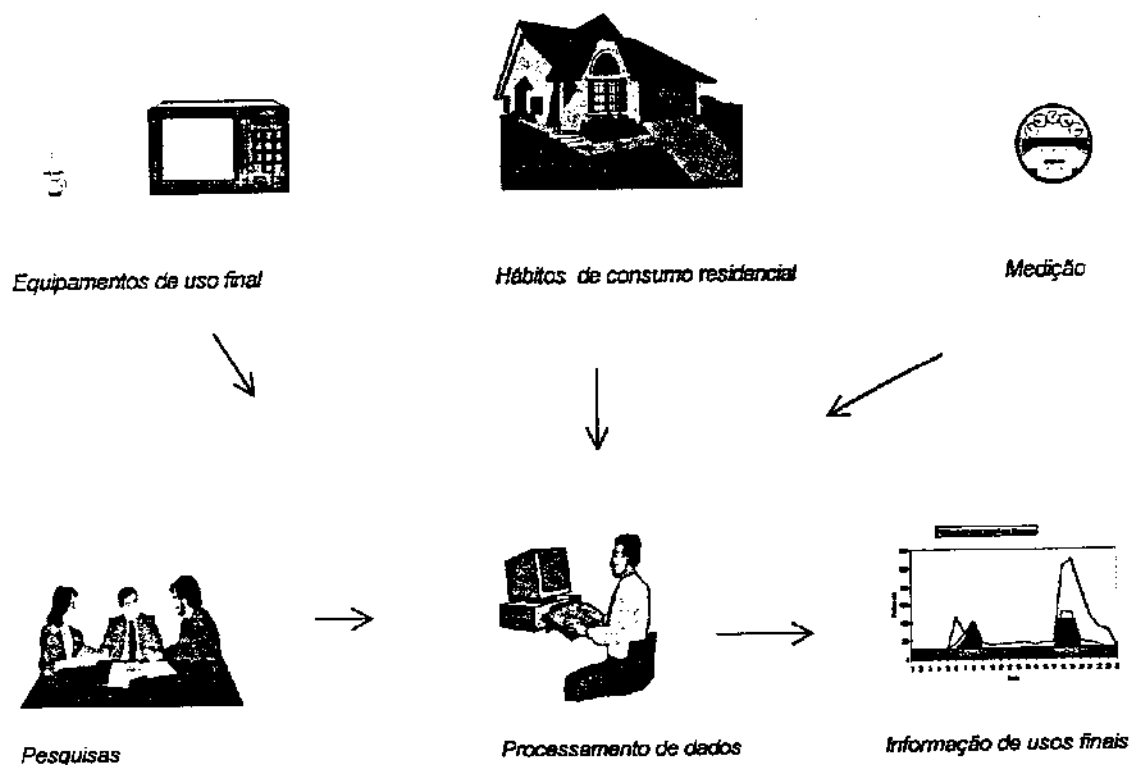 Equipamentos de uso final
Hábitos de consumo residencial
Medição
Pesquisas
Processamento de dados
Informação de usos finais